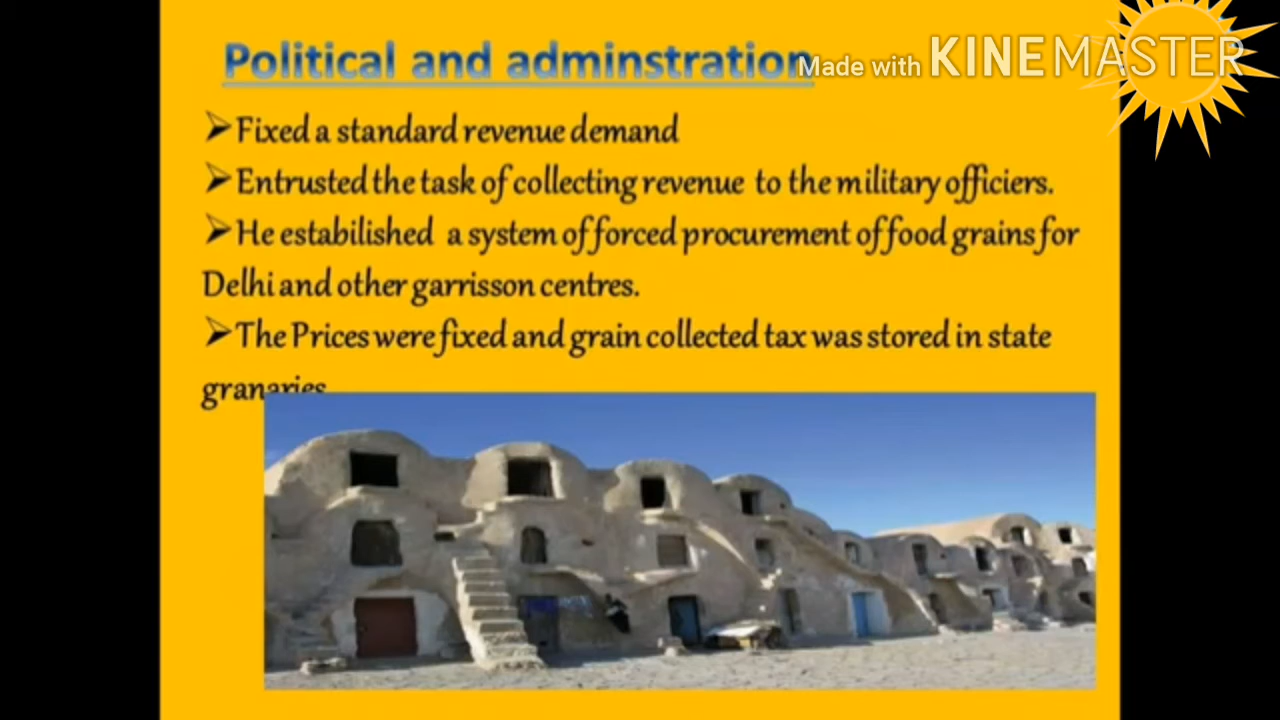 Political and adminstration
Made with KINEMASTER
➢Fixed a standard revenue demand
➢Entrusted the task of collecting revenue to the military officiers.
➢He estabilished a system of forced procurement of food grains for
Delhi and other garrisson centres.
➢The Prices were fixed and grain collected tax was stored in state
granaries